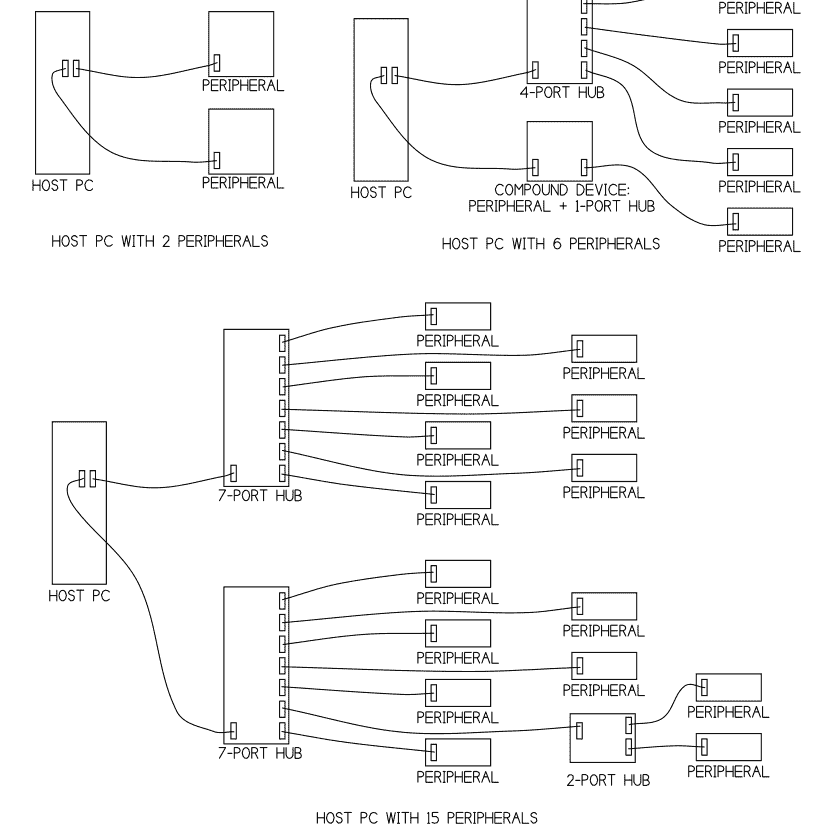 PERIPHERAL
PERIPHERAL
HOST PC
HOST PC WITH 2 PERIPHERALS
PERIPHERAL
PERIPHERAL
4-PORT HUB
PERIPHERAL
PERIPHERAL
HOST PC
COMPOUND DEVICE:
PERIPHERAL + 1-PORT HUB
PERIPHERAL
HOST PC WITH 6 PERIPHERALS
PERIPHERAL
PERIPHERAL
PERIPHERAL
PERIPHERAL
PERIPHERAL
PERIPHERAL
PERIPHERAL
7-PORT HUB
PERIPHERAL
HOST PC
PERIPHERAL
PERIPHERAL
PERIPHERAL
PERIPHERAL
PERIPHERAL
PERIPHERAL
PERIPHERAL
7-PORT HUB
PERIPHERAL
PERIPHERAL
2-PORT HUB
HOST PC WITH 15 PERIPHERALS